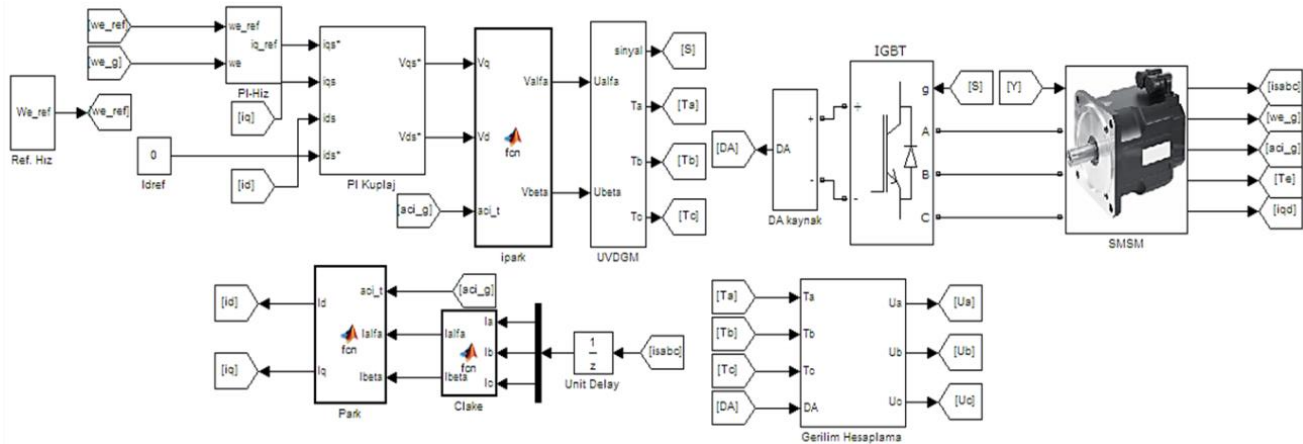 [we_ref]
[we_g]
we_ref
iq_ref
we
PI-Hiz
We_ref
Ref. Hız
[we_ref]
[iq]
0
Idref
[id]
iqs*
iqs
ids
ids*
Vqs*
Vds*
PI Kuplaj
[aci_g]
Vq
Vd
aci_t
Valfa
fcn
Vbeta
ipark
sinyal
Ualfa
Ta
Tb
Ubeta
Tc
UVDGM
[S]
[Ta]
[Tb]
[Tc]
[DA]
DA
+
-
DA kaynak
IGBT
+
-
g
A
B
C
[S]
[Y]
SMSM
[isabc]
[we_g]
[aci_g]
[Te]
[iqd]
[id]
[iq]
Id
Iq
aci_t
Ialfa
fcn
Ibeta
Park
[aci_g]
Ialfa
Ibeta
fcn
Ia
Ib
Ic
Clake
1
z
Unit Delay
[isabc]
[Ta]
[Tb]
[Tc]
[DA]
Ta
Tb
Tc
DA
Ua
Ub
Uc
Gerilim Hesaplama
[Ua]
[Ub]
[Uc]